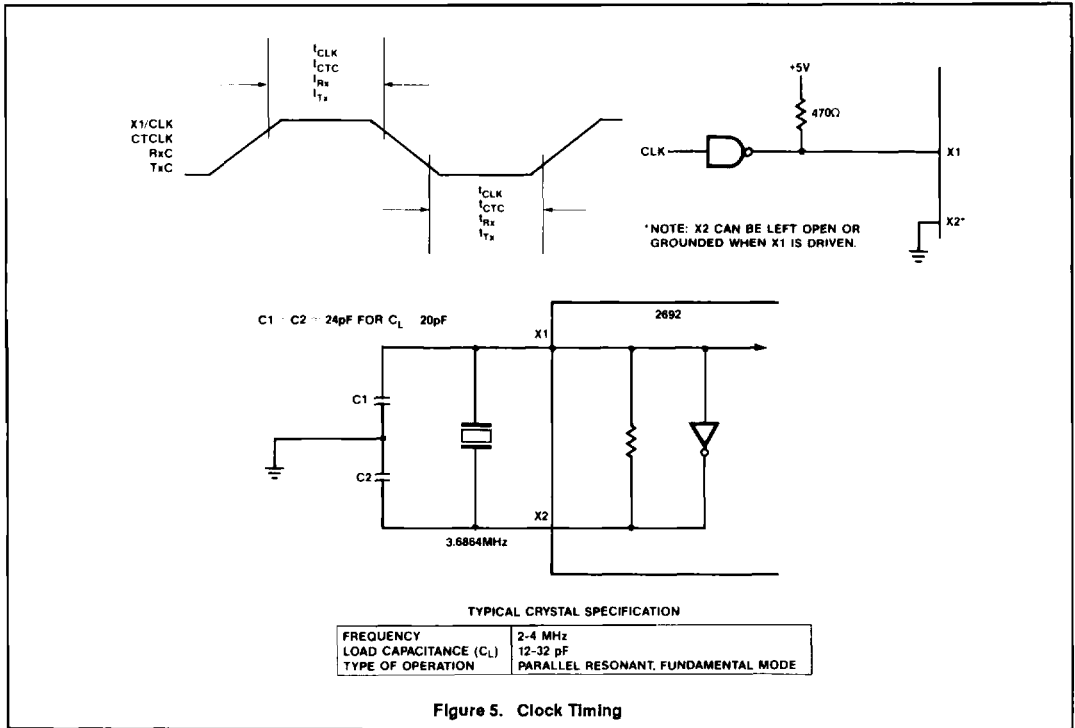 tCLK
tCTC
tRx
tTx
X1/CLK
CTCLK
RxC
TxC
tCLK
tCTC
tRx
tTx
+5V
470Ω
CLK
X1
X2*
*NOTE: X2 CAN BE LEFT OPEN OR
GROUNDED WHEN X1 IS DRIVEN.
C1 C2 24pF FOR CL 20pF
2692
X1
C1
C2
X2
3.6864MHz
TYPICAL CRYSTAL SPECIFICATION
FREQUENCY 2-4 MHz
LOAD CAPACITANCE (CL) 12-32 pF
TYPE OF OPERATION PARALLEL RESONANT, FUNDAMENTAL MODE
Figure 5. Clock Timing